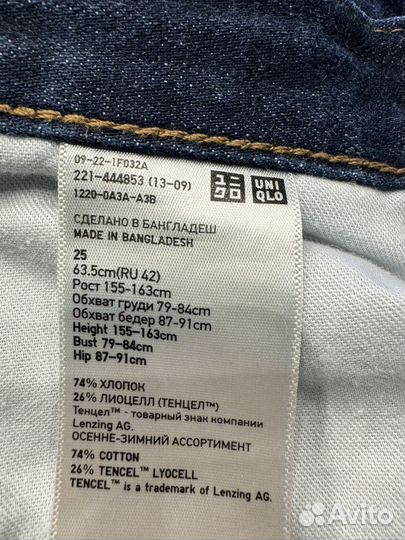 09-22-1F032A
221-444853 (13-09)
ユニクロ UNIQLO
1220-0A3A-A3B
СДЕЛАНО В БАНГЛАДЕШ
MADE IN BANGLADESH
25
63.5cm(RU 42)
Рост 155-163cm
Обхват груди 79-84cm
Обхват бедер 87-91cm
Height 155-163cm
Bust 79-84cm
Hip 87-91cm
74% ХЛОПОК
26% ЛИОЦЕЛЛ (ТЕНЦЕЛ™)
Тенцел™ - товарный знак компании
Lenzing AG.
ОСЕННЕ-ЗИМНИЙ АССОРТИМЕНТ
74% COTTON
26% TENCEL™ LYOCELL
TENCEL™ is a trademark of Lenzing AG.
Avito